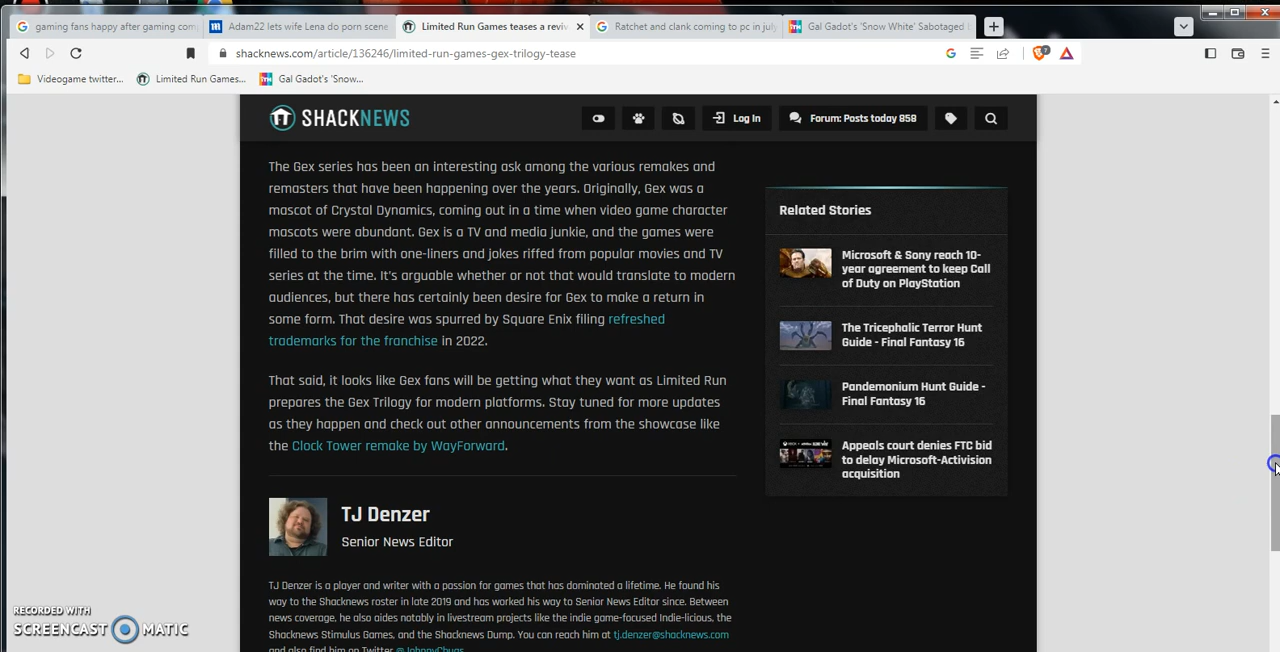 gaming fans happy after gaming com
Adam22 lets wife Lena do porn scene
Limited Run Games teases a reviv
Ratchet and clank coming to pc in july
Gal Gadot's 'Snow White' Sabotaged
shacknews.com/article/136246/limited-run-games-gex-trilogy-tease
Videogame twitter...
Limited Run Games...
Gal Gadot's 'Snow...
SHACKNEWS
Log In
Forum: Posts today 858
The Gex series has been an interesting ask among the various remakes and
remasters that have been happening over the years. Originally, Gex was a
mascot of Crystal Dynamics, coming out in a time when video game character
mascots were abundant. Gex is a TV and media junkie, and the games were
filled to the brim with one-liners and jokes riffed from popular movies and TV
series at the time. It's arguable whether or not that would translate to modern
audiences, but there has certainly been desire for Gex to make a return in
some form. That desire was spurred by Square Enix filing refreshed
trademarks for the franchise in 2022.
That said, it looks like Gex fans will be getting what they want as Limited Run
prepares the Gex Trilogy for modern platforms. Stay tuned for more updates
as they happen and check out other announcements from the showcase like
the Clock Tower remake by WayForward.
Related Stories
Microsoft & Sony reach 10-
year agreement to keep Call
of Duty on PlayStation
The Tricephalic Terror Hunt
Guide - Final Fantasy 16
Pandemonium Hunt Guide -
Final Fantasy 16
Appeals court denies FTC bid
to delay Microsoft-Activision
acquisition
TJ Denzer
Senior News Editor
TJ Denzer is a player and writer with a passion for games that has dominated a lifetime. He found his
way to the Shacknews roster in late 2019 and has worked his way to Senior News Editor since. Between
news coverage, he also aides notably in livestream projects like the indie game-focused Indie-licious, the
Shacknews Stimulus Games, and the Shacknews Dump. You can reach him at tj.denzer@shacknews.com
and also find him on Twitter @JohnnyChugs.
RECORDED WITH
SCREENCAST MATIC